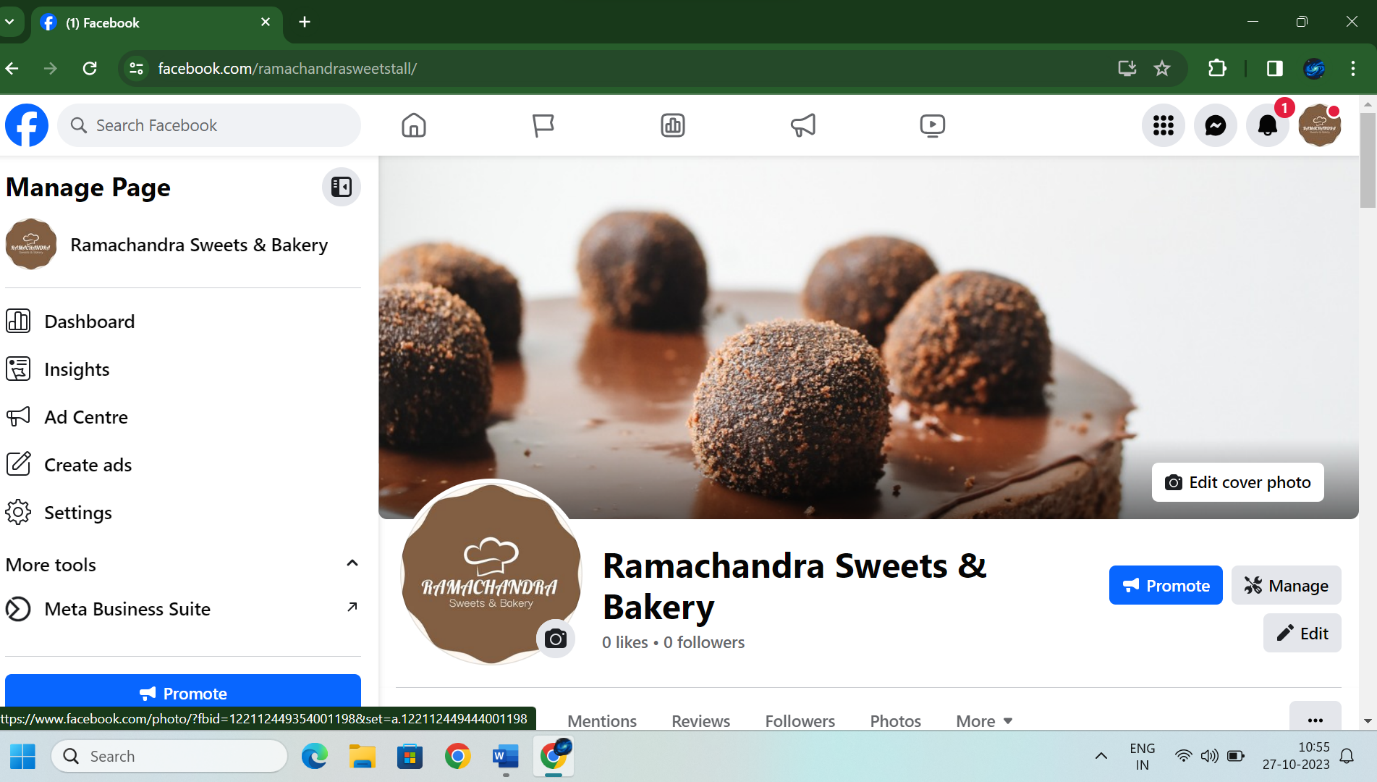 (1) Facebook
facebook.com/ramachandrasweetstall/
Search Facebook
1
Manage Page
Ramachandra Sweets & Bakery
Dashboard
Insights
Ad Centre
Create ads
Settings
More tools
Meta Business Suite
Promote
Edit cover photo
RAMACHANDRA
Sweets & Bakery
Ramachandra Sweets &
Bakery
0 likes • 0 followers
Promote
Manage
Edit
Mentions Reviews Followers Photos More
ttps://www.facebook.com/photo/?fbid=122112449354001198&set=a.122112449444001198
Search
ENG
IN
10:55
27-10-2023